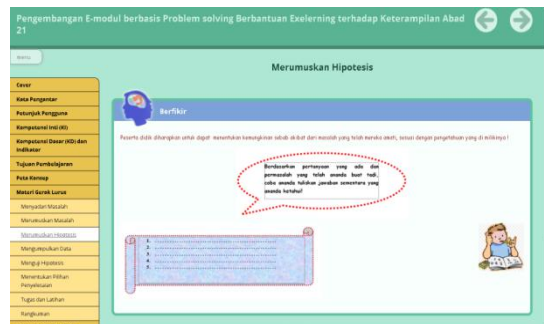 Pengembangan E-modul berbasis Problem solving Berbantuan Exelerning terhadap Keterampilan Abad
21
menu
Merumuskan Hipotesis
Cover
Kata Pengantar
Petunjuk Pengguna
Kompetensi Inti (KI)
Kompetensi Dasar (KD) dan
Indikator
Tujuan Pembelajaran
Peta Konsep
Materi Gerak Lurus
Menyadari Masalah
Merumuskan Masalah
Merumuskan Hipotesis
Mengumpulkan Data
Menguji Hipotesis
Menentukan Pilihan
Penyelesaian
Tugas dan Latihan
Rangkuman
Berfikir
Peserta didik diharapkan untuk dapat menentukan kemungkinan sebab akibat dari masalah yang telah mereka amati, sesuai dengan pengetahuan yang di milikinya !
Berdasarkan pertanyaan yang ada dan
permasalah yang telah ananda buat tadi,
coba ananda tuliskan jawaban sementara yang
ananda ketahui!
1. ..............................
2. ..............................
3. ..............................
4. ..............................
5. ..............................